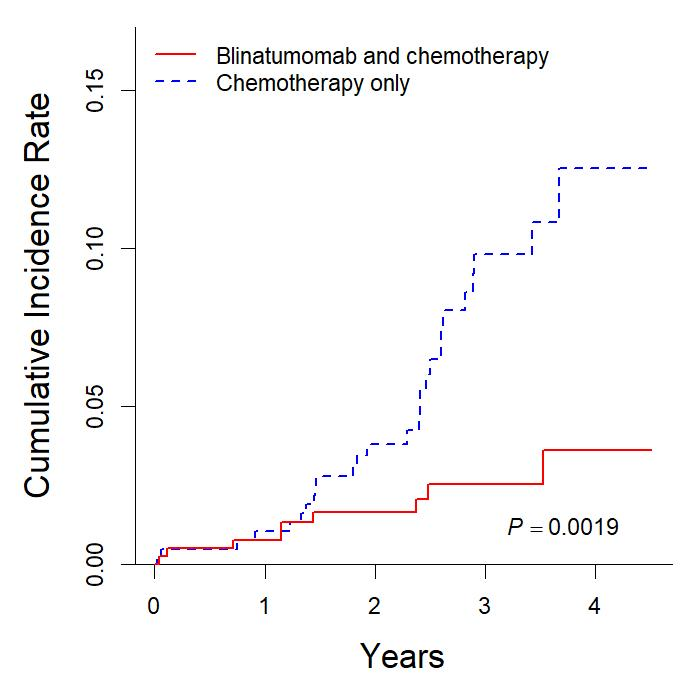 Blinatumomab and chemotherapy
Chemotherapy only
Cumulative Incidence Rate
0.15
0.10
0.05
0.00
P = 0.0019
0 1 2 3 4
Years